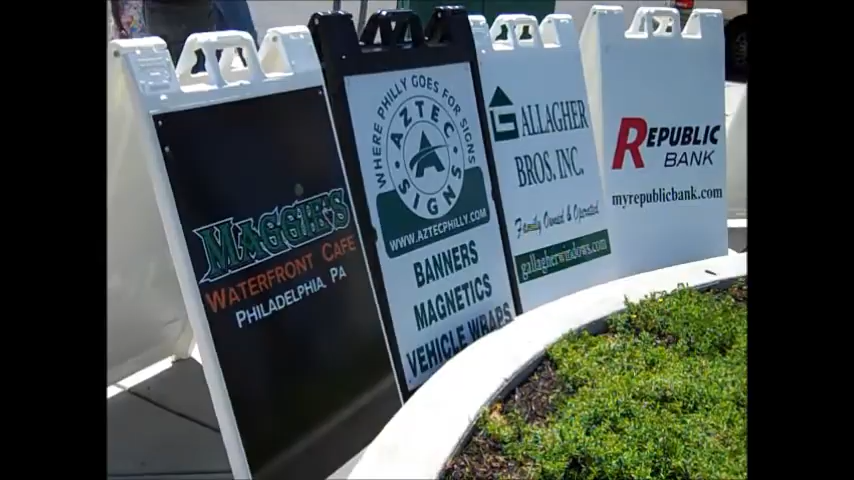 MAGGIE'S
WATERFRONT CAFE
PHILADELPHIA, PA
WHERE PHILLY GOES FOR SIGNS
AZTEC
SIGNS
WWW.AZTECPHILLY.COM
BANNERS
MAGNETICS
VEHICLE WRAPS
GALLAGHER
BROS. INC.
Family Owned & Operated
gallagherwindows.com
REPUBLIC
BANK
myrepublicbank.com